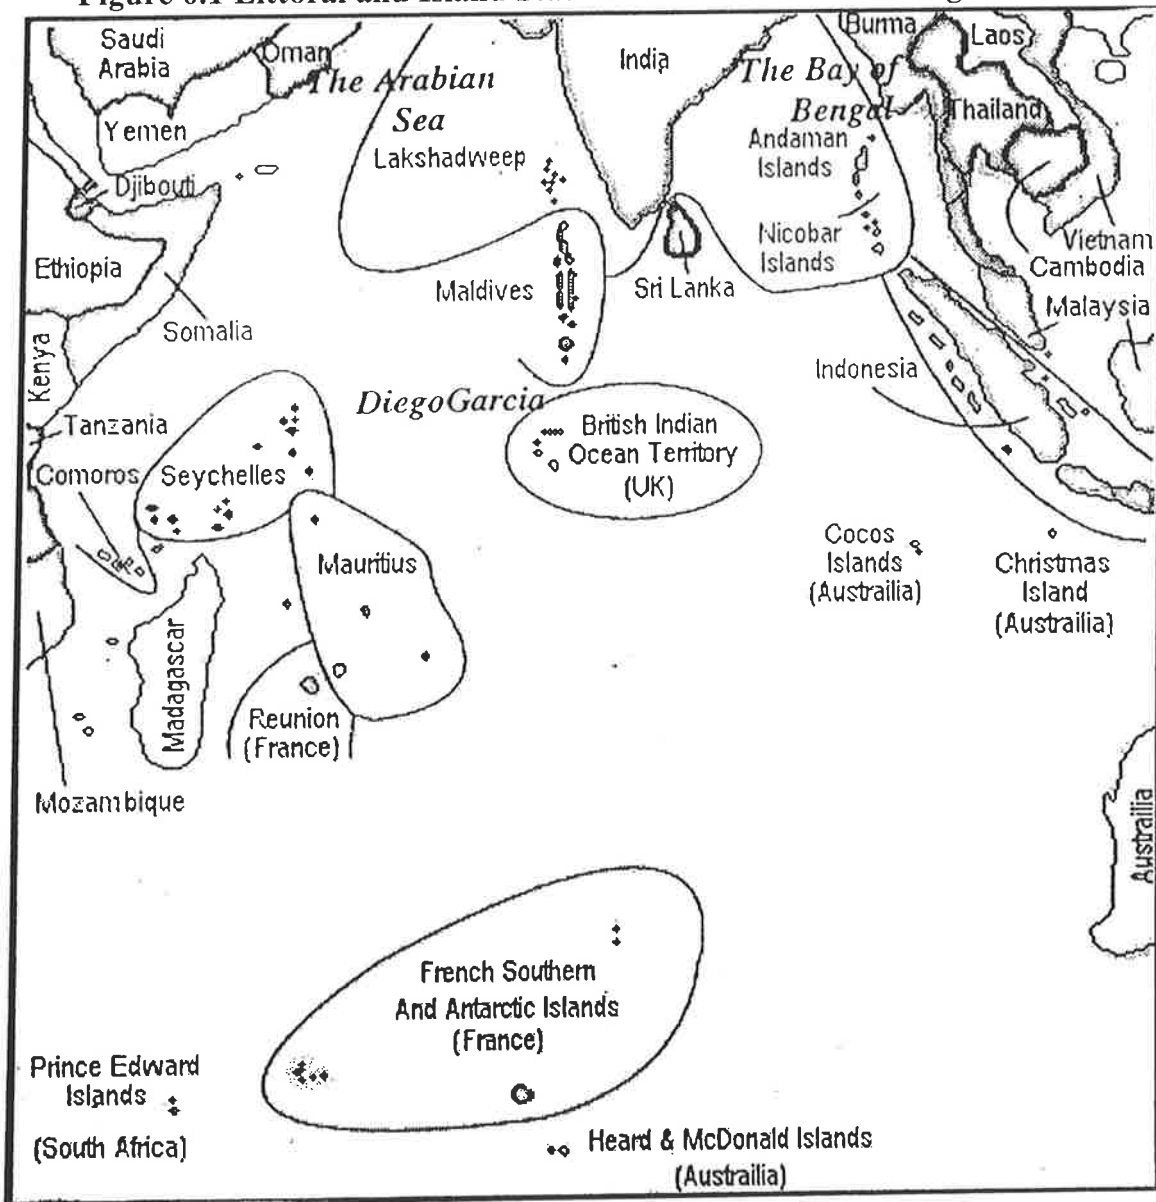 Saudi
Arabia
Oman
The Arabian
Sea
India
The Bay of
Bengal
Burma
Laos
Yemen
Lakshadweep
Andaman
Islands
Thailand
Djibouti
Nicobar
Islands
Vietnam
Ethiopia
Maldives
Sri Lanka
Cambodia
Somalia
Malaysia
Kenya
Indonesia
Diego Garcia
Tanzania
British Indian
Ocean Territory
(UK)
Comoros
Seychelles
Mauritius
Cocos
Islands
(Austrailia)
Christmas
Island
(Austrailia)
Madagascar
Reunion
(France)
Mozambique
Austrailia
French Southern
And Antarctic Islands
(France)
Prince Edward
Islands
(South Africa)
Heard & McDonald Islands
(Austrailia)